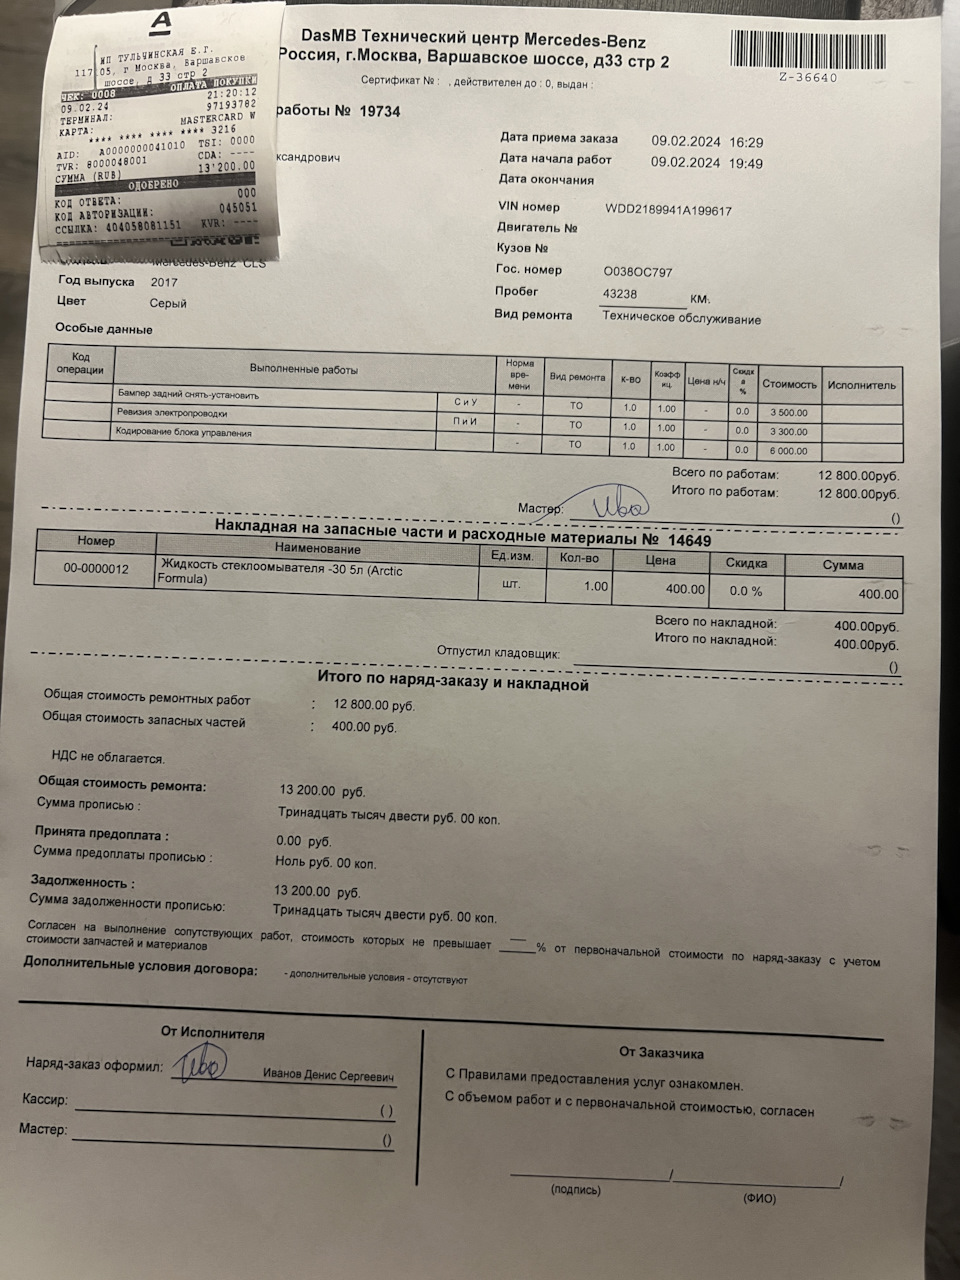 DasMB Технический центр Mercedes-Benz
Россия, г.Москва, Варшавское шоссе, д33 стр 2
Сертификат № : , действителен до : 0, выдан :
Z-36640
А
ИП ТУЛЬЧИНСКАЯ Е.Г.
117105, г Москва, Варшавское
шоссе, д 33 стр 2
ЧЕК: 0008 ОПЛАТА ПОКУПКИ
09.02.24 21:20:12
ТЕРМИНАЛ: 97193782
КАРТА: MASTERCARD W
**** **** **** 3216
AID: A0000000041010 TSI: 0000
TVR: 8000048001 CDA: ----
СУММА (RUB) 13'200.00
ОДОБРЕНО
КОД ОТВЕТА: 000
КОД АВТОРИЗАЦИИ: 045051
ССЫЛКА: 404058081151 KVR: ----
работы № 19734
ксандрович
Дата приема заказа 09.02.2024 16:29
Дата начала работ 09.02.2024 19:49
Дата окончания
VIN номер WDD2189941A199617
Двигатель №
Кузов №
Гос. номер О038ОС797
Пробег 43238 КМ.
Вид ремонта Техническое обслуживание
Mercedes-Benz CLS
Год выпуска 2017
Цвет Серый
Особые данные
Код операции Выполненные работы Норма вре-мени Вид ремонта к-во Коэфф иц. Цена н/ч Скидк а % Стоимость Исполнитель
Бампер задний снять-установить С и У - ТО 1.0 1.00 - 0.0 3 500.00
Ревизия электропроводки П и И - ТО 1.0 1.00 - 0.0 3 300.00
Кодирование блока управления - ТО 1.0 1.00 - 0.0 6 000.00
Всего по работам: 12 800.00руб.
Итого по работам: 12 800.00руб.
Мастер: ()
Накладная на запасные части и расходные материалы № 14649
Номер Наименование Ед.изм. Кол-во Цена Скидка Сумма
00-0000012 Жидкость стеклоомывателя -30 5л (Arctic Formula) шт. 1.00 400.00 0.0 % 400.00
Всего по накладной: 400.00руб.
Итого по накладной: 400.00руб.
Отпустил кладовщик: ()
Итого по наряд-заказу и накладной
Общая стоимость ремонтных работ : 12 800.00 руб.
Общая стоимость запасных частей : 400.00 руб.
НДС не облагается.
Общая стоимость ремонта: 13 200.00 руб.
Сумма прописью : Тринадцать тысяч двести руб. 00 коп.
Принята предоплата : 0.00 руб.
Сумма предоплаты прописью : Ноль руб. 00 коп.
Задолженность : 13 200.00 руб.
Сумма задолженности прописью: Тринадцать тысяч двести руб. 00 коп.
Согласен на выполнение сопутствующих работ, стоимость которых не превышает _____% от первоначальной стоимости по наряд-заказу с учетом
стоимости запчастей и материалов
Дополнительные условия договора: - дополнительные условия - отсутствуют
От Исполнителя
Наряд-заказ оформил: Иванов Денис Сергеевич
Кассир: ( )
Мастер: ()
От Заказчика
С Правилами предоставления услуг ознакомлен.
С объемом работ и с первоначальной стоимостью, согласен
/ /
(подпись) (ФИО)